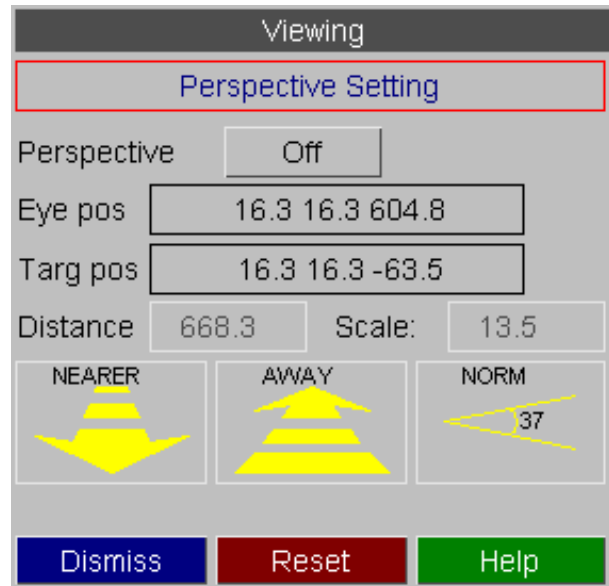 Viewing
Perspective Setting
Perspective Off
Eye pos 16.3 16.3 604.8
Targ pos 16.3 16.3 -63.5
Distance 668.3 Scale: 13.5
NEARER AWAY NORM
37
Dismiss Reset Help